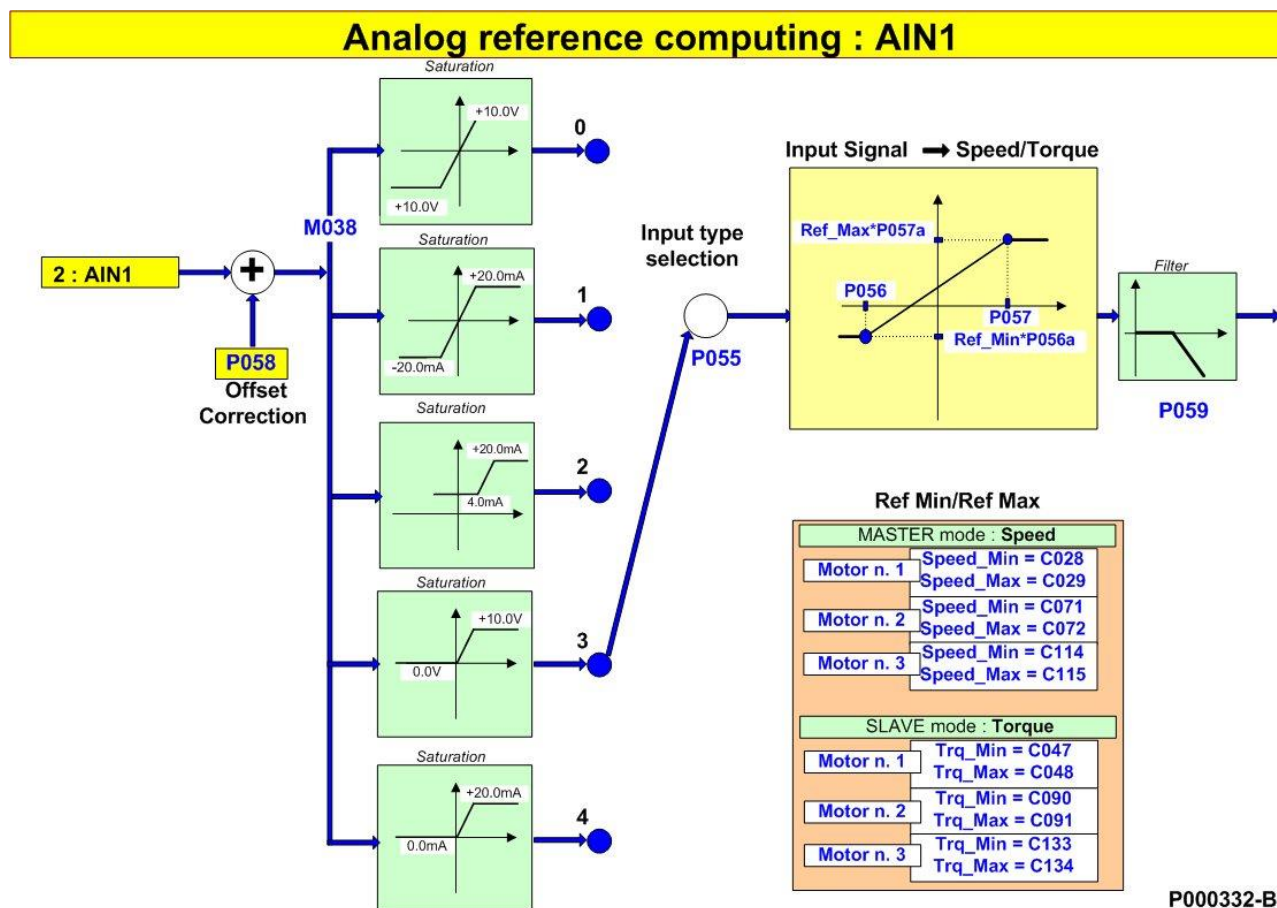 Analog reference computing : AIN1
Saturation
+10.0V
+10.0V
0
M038
2 : AIN1
+
P058
Offset
Correction
Saturation
+20.0mA
-20.0mA
1
Saturation
+20.0mA
4.0mA
2
Saturation
+10.0V
0.0V
3
Saturation
+20.0mA
0.0mA
4
Input type
selection
P055
Input Signal → Speed/Torque
Ref_Max*P057a
P056
P057
Ref_Min*P056a
Filter
P059
Ref Min/Ref Max
MASTER mode : Speed
Motor n. 1
Speed_Min = C028
Speed_Max = C029
Motor n. 2
Speed_Min = C071
Speed_Max = C072
Motor n. 3
Speed_Min = C114
Speed_Max = C115
SLAVE mode : Torque
Motor n. 1
Trq_Min = C047
Trq_Max = C048
Motor n. 2
Trq_Min = C090
Trq_Max = C091
Motor n. 3
Trq_Min = C133
Trq_Max = C134
P000332-B